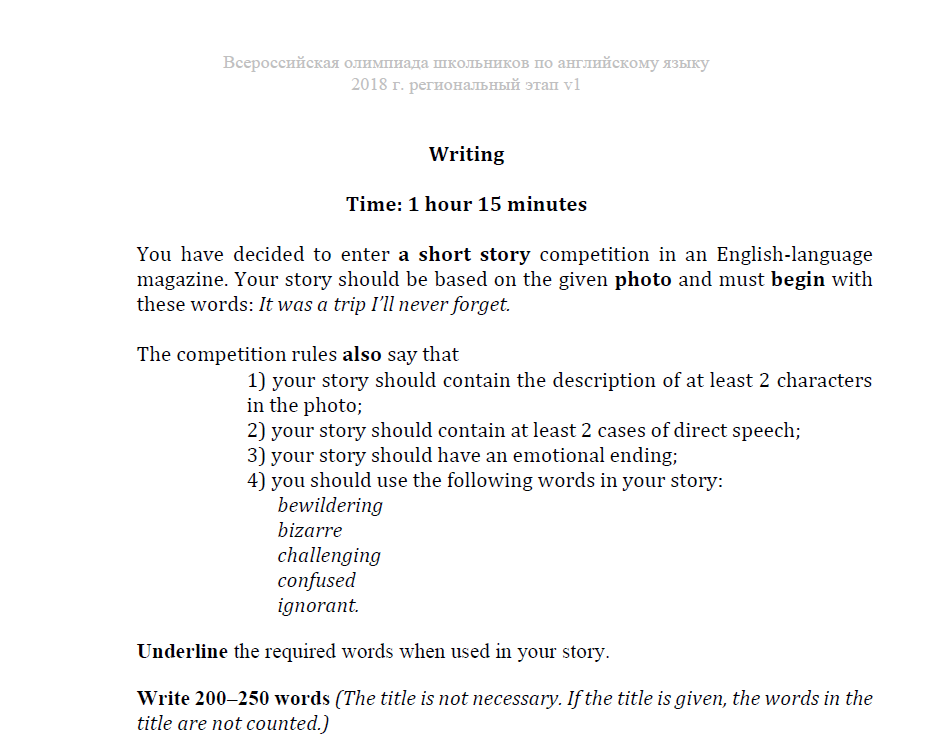 Всероссийская олимпиада школьников по английскому языку
2018 г. региональный этап v1
Writing
Time: 1 hour 15 minutes
You have decided to enter a short story competition in an English-language
magazine. Your story should be based on the given photo and must begin with
these words: It was a trip I’ll never forget.
The competition rules also say that
1) your story should contain the description of at least 2 characters
in the photo;
2) your story should contain at least 2 cases of direct speech;
3) your story should have an emotional ending;
4) you should use the following words in your story:
bewildering
bizarre
challenging
confused
ignorant.
Underline the required words when used in your story.
Write 200–250 words (The title is not necessary. If the title is given, the words in the
title are not counted.)